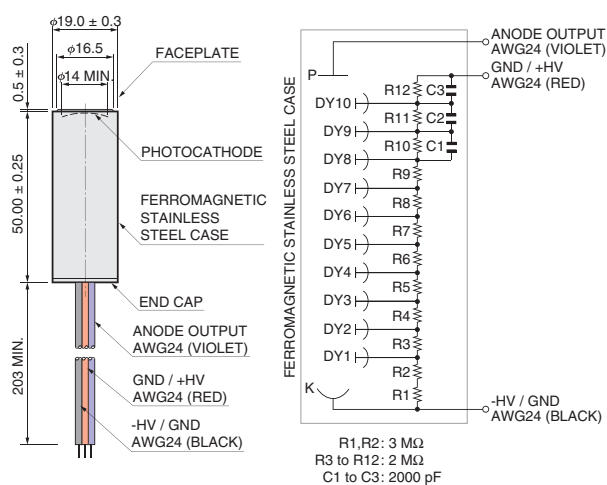 φ19.0 ± 0.3
φ16.5
φ14 MIN.
0.5 ± 0.3
50.00 ± 0.25
203 MIN.
FACEPLATE
PHOTOCATHODE
FERROMAGNETIC
STAINLESS
STEEL CASE
END CAP
ANODE OUTPUT
AWG24 (VIOLET)
GND / +HV
AWG24 (RED)
-HV / GND
AWG24 (BLACK)
FERROMAGNETIC STAINLESS STEEL CASE
ANODE OUTPUT
AWG24 (VIOLET)
GND / +HV
AWG24 (RED)
P
R12 C3
DY10
R11 C2
DY9
R10 C1
DY8
R9
DY7
R8
DY6
R7
DY5
R6
DY4
R5
DY3
R4
DY2
R3
DY1
R2
K
R1
-HV / GND
AWG24 (BLACK)
R1,R2: 3 MΩ
R3 to R12: 2 MΩ
C1 to C3: 2000 pF